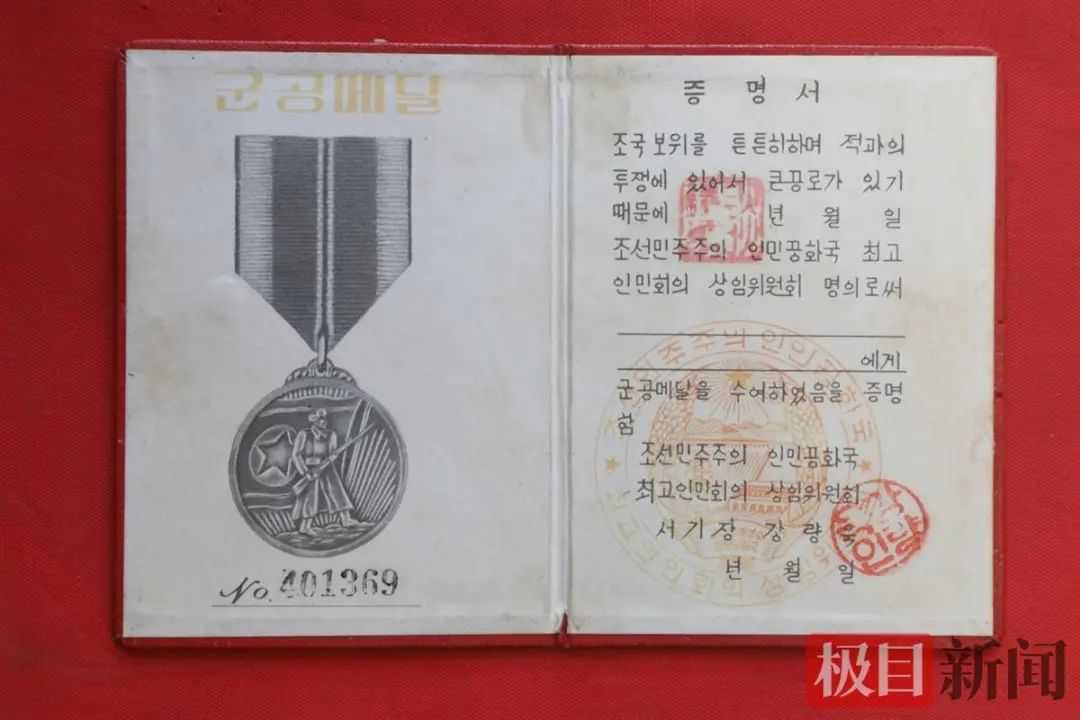 군공메달
No. 401369
증 명 서
조국 보위를 튼튼히하며 적과의
투쟁에 있어서 큰공로가 있기
때문에 년 월 일
조선민주주의 인민공화국 최고
인민회의 상임위원회 명의로써
에게
군공메달을 수여하였음을 증명
함
조선민주주의 인민공화국
최고인민회의 상임위원회
서기장 강 량 욱
년 월 일
极目新闻